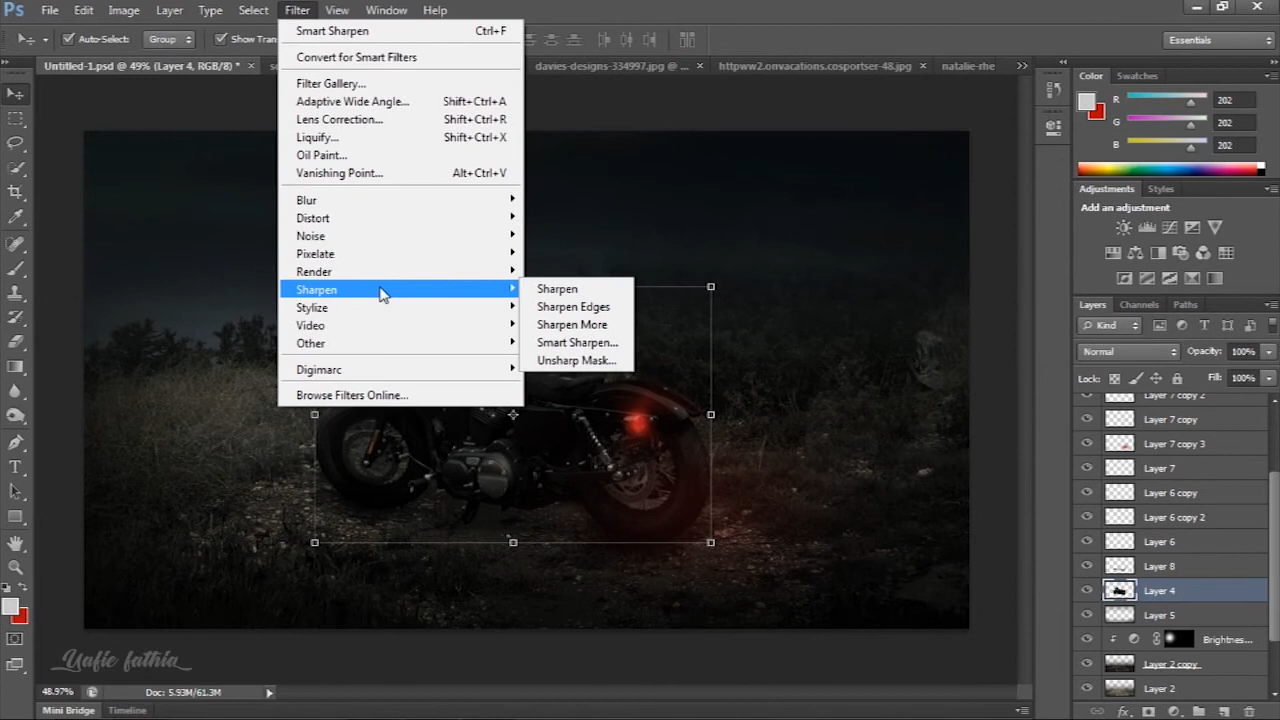 Ps File Edit Image Layer Type Select Filter View Window Help
Auto-Select: Group Show Tran
Essentials
Untitled-1.psd @ 49% (Layer 4, RGB/8) *
davies-designs-334997.jpg @ ...
httpww2.onvacations.cosportser-48.jpg
natalie-rhe
Smart Sharpen Ctrl+F
Convert for Smart Filters
Filter Gallery...
Adaptive Wide Angle... Shift+Ctrl+A
Lens Correction... Shift+Ctrl+R
Liquify... Shift+Ctrl+X
Oil Paint...
Vanishing Point... Alt+Ctrl+V
Blur
Distort
Noise
Pixelate
Render
Sharpen
Stylize
Video
Other
Digimarc
Browse Filters Online...
Sharpen
Sharpen Edges
Sharpen More
Smart Sharpen...
Unsharp Mask...
Color Swatches
R 202
G 202
B 202
Adjustments Styles
Add an adjustment
Layers Channels Paths
Kind
Normal Opacity: 100%
Lock: Fill: 100%
Layer 7 copy 2
Layer 7 copy
Layer 7 copy 3
Layer 7
Layer 6 copy
Layer 6 copy 2
Layer 6
Layer 8
Layer 4
Layer 5
Brightnes...
Layer 2 copy
Layer 2
Yafie fathia
48.97% Doc: 5.93M/61.3M
Mini Bridge Timeline